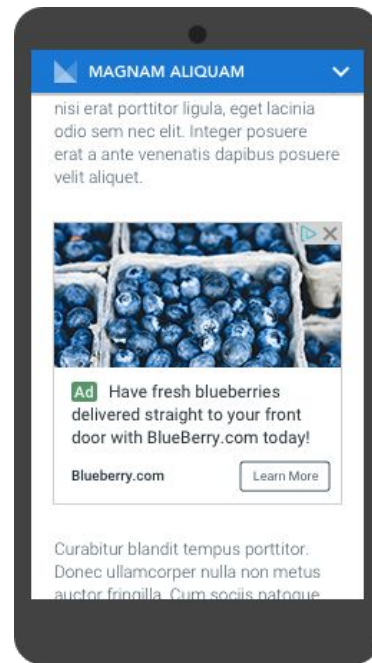 MAGNAM ALIQUAM
nisi erat porttitor ligula, eget lacinia
odio sem nec elit. Integer posuere
erat a ante venenatis dapibus posuere
velit aliquet.
Ad Have fresh blueberries
delivered straight to your front
door with BlueBerry.com today!
Blueberry.com Learn More
Curabitur blandit tempus porttitor.
Donec ullamcorper nulla non metus
auctor fringilla. Cum sociis natoque